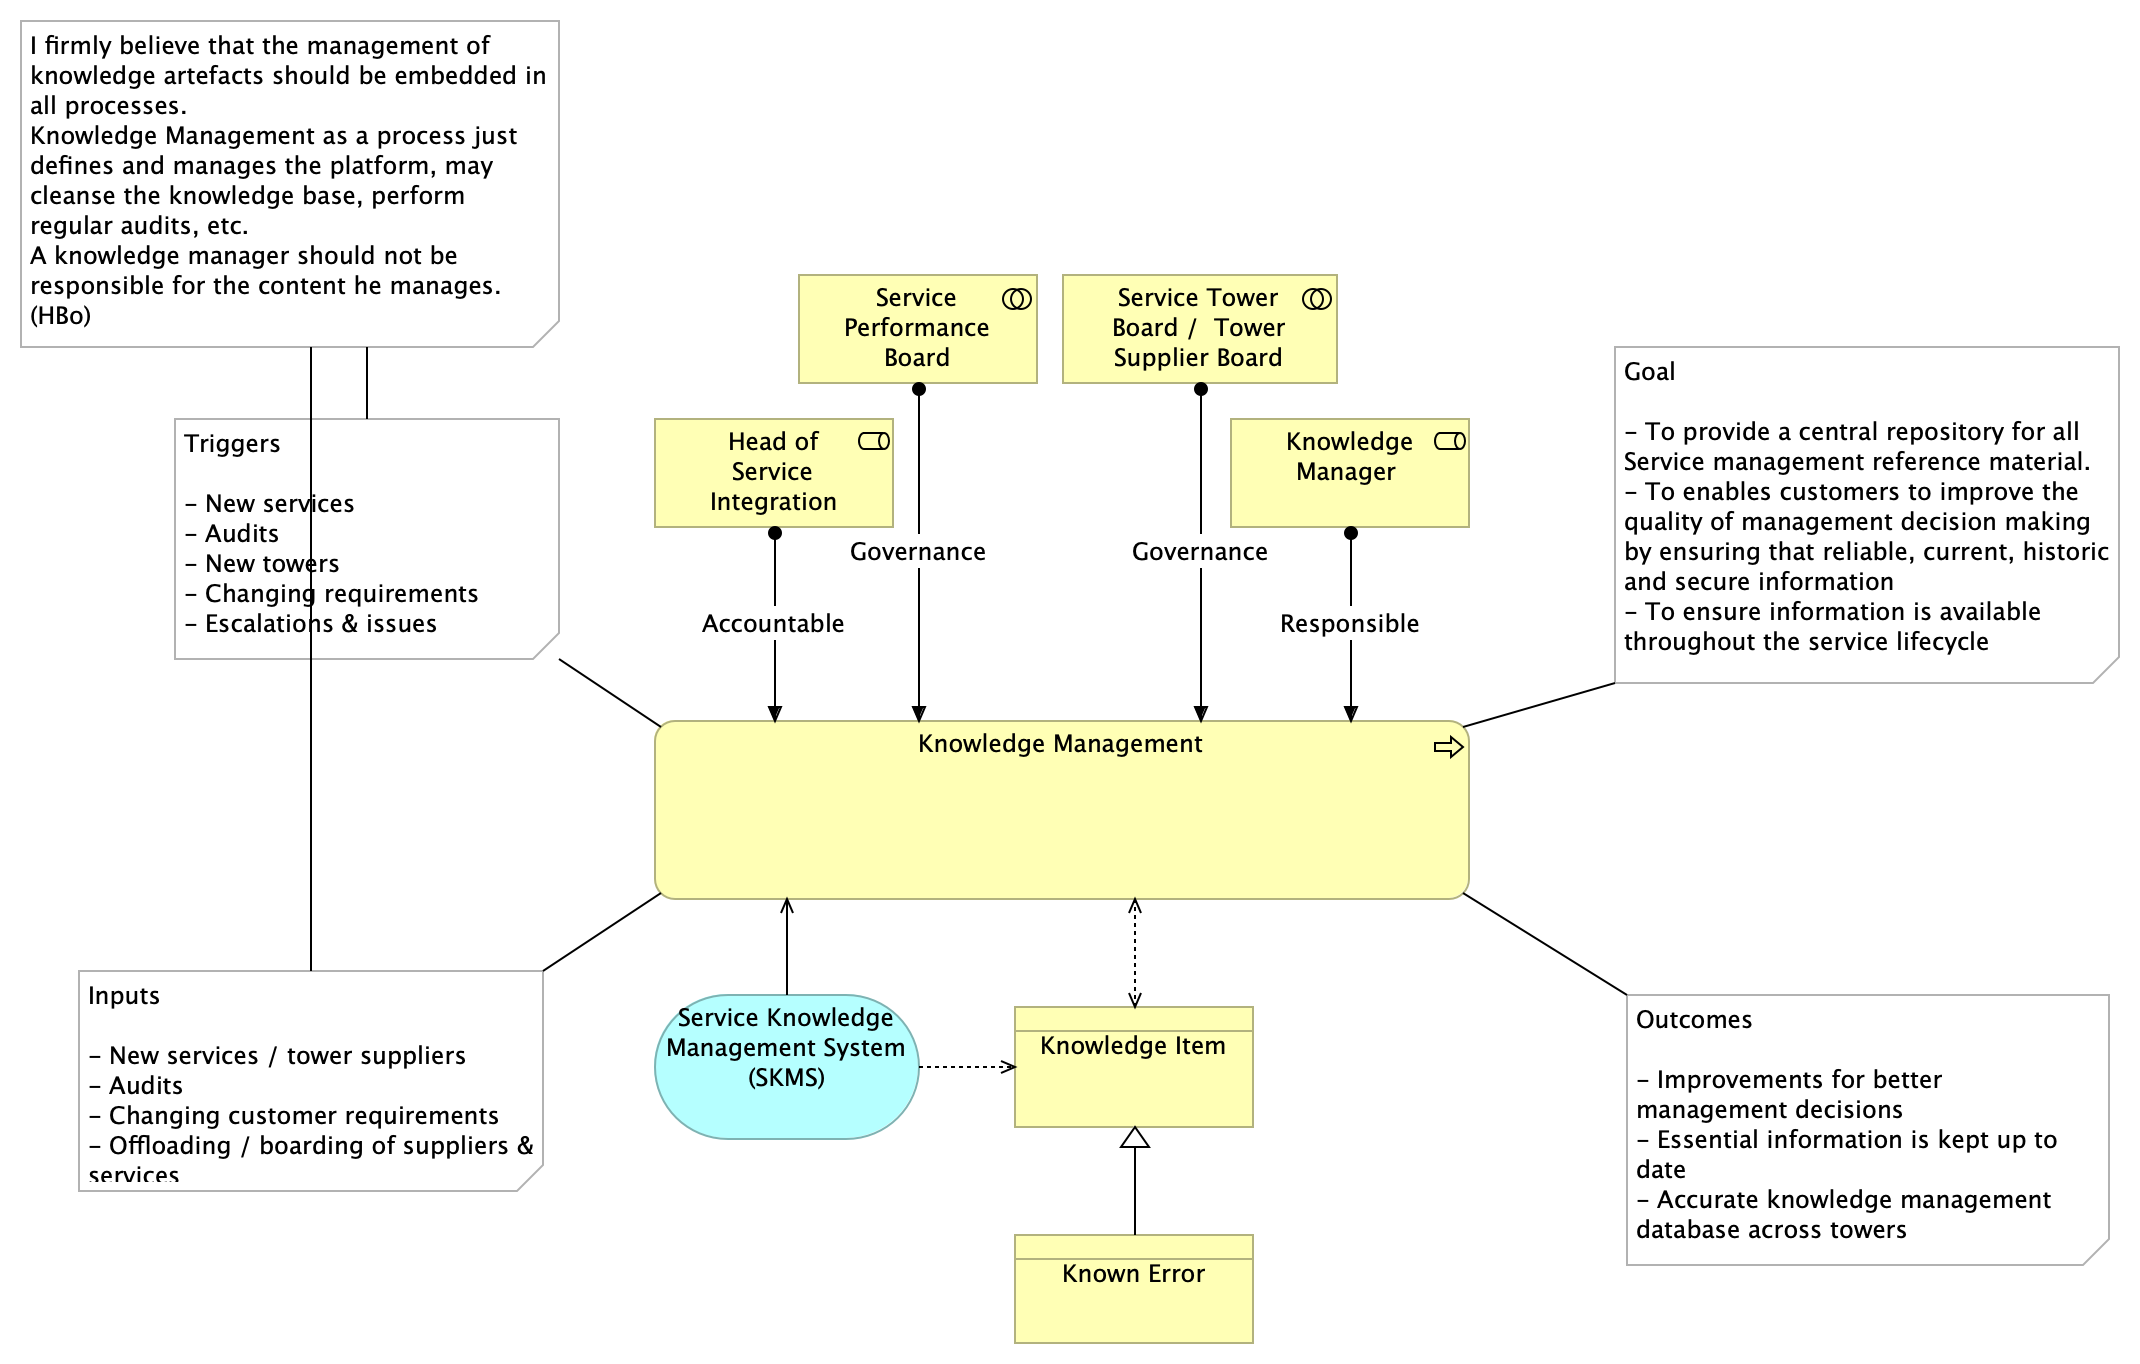 I firmly believe that the management of
knowledge artefacts should be embedded in
all processes.
Knowledge Management as a process just
defines and manages the platform, may
cleanse the knowledge base, perform
regular audits, etc.
A knowledge manager should not be
responsible for the content he manages.
(HBo)
Service
Performance
Board
Service Tower
Board /  Tower
Supplier Board
Goal
- To provide a central repository for all
Service management reference material.
- To enables customers to improve the
quality of management decision making
by ensuring that reliable, current, historic
and secure information
- To ensure information is available
throughout the service lifecycle
Triggers
- New services
- Audits
- New towers
- Changing requirements
- Escalations & issues
Head of
Service
Integration
Knowledge
Manager
Governance
Governance
Accountable
Responsible
Knowledge Management
Inputs
- New services / tower suppliers
- Audits
- Changing customer requirements
- Offloading / boarding of suppliers &
services
Service Knowledge
Management System
(SKMS)
Knowledge Item
Outcomes
- Improvements for better
management decisions
- Essential information is kept up to
date
- Accurate knowledge management
database across towers
Known Error